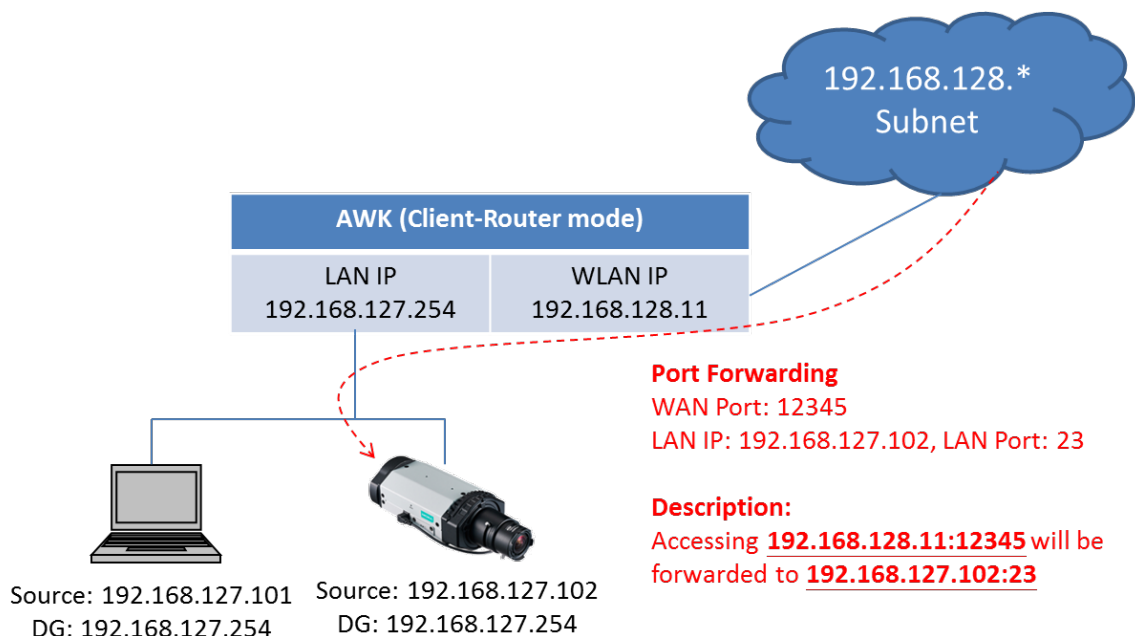 192.168.128.*
Subnet
AWK (Client-Router mode)
LAN IP
192.168.127.254
WLAN IP
192.168.128.11
Port Forwarding
WAN Port: 12345
LAN IP: 192.168.127.102, LAN Port: 23
Description:
Accessing 192.168.128.11:12345 will be
forwarded to 192.168.127.102:23
Source: 192.168.127.101
DG: 192.168.127.254
Source: 192.168.127.102
DG: 192.168.127.254